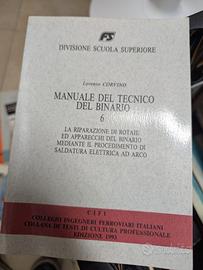 FS
DIVISIONE SCUOLA SUPERIORE
Lorenzo CORVINO
MANUALE DEL TECNICO
DEL BINARIO
6
LA RIPARAZIONE DI ROTAIE
ED APPARECCHI DEL BINARIO
MEDIANTE IL PROCEDIMENTO DI
SALDATURA ELETTRICA AD ARCO
C I F I
COLLEGIO INGEGNERI FERROVIARI ITALIANI
COLLANA DI TESTI DI CULTURA PROFESSIONALE
EDIZIONE 1993